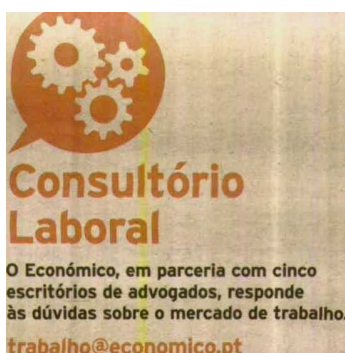 Consultório
Laboral
O Económico, em parceria com cinco
escritórios de advogados, responde
às dúvidas sobre o mercado de trabalho.
trabalho@economico.pt